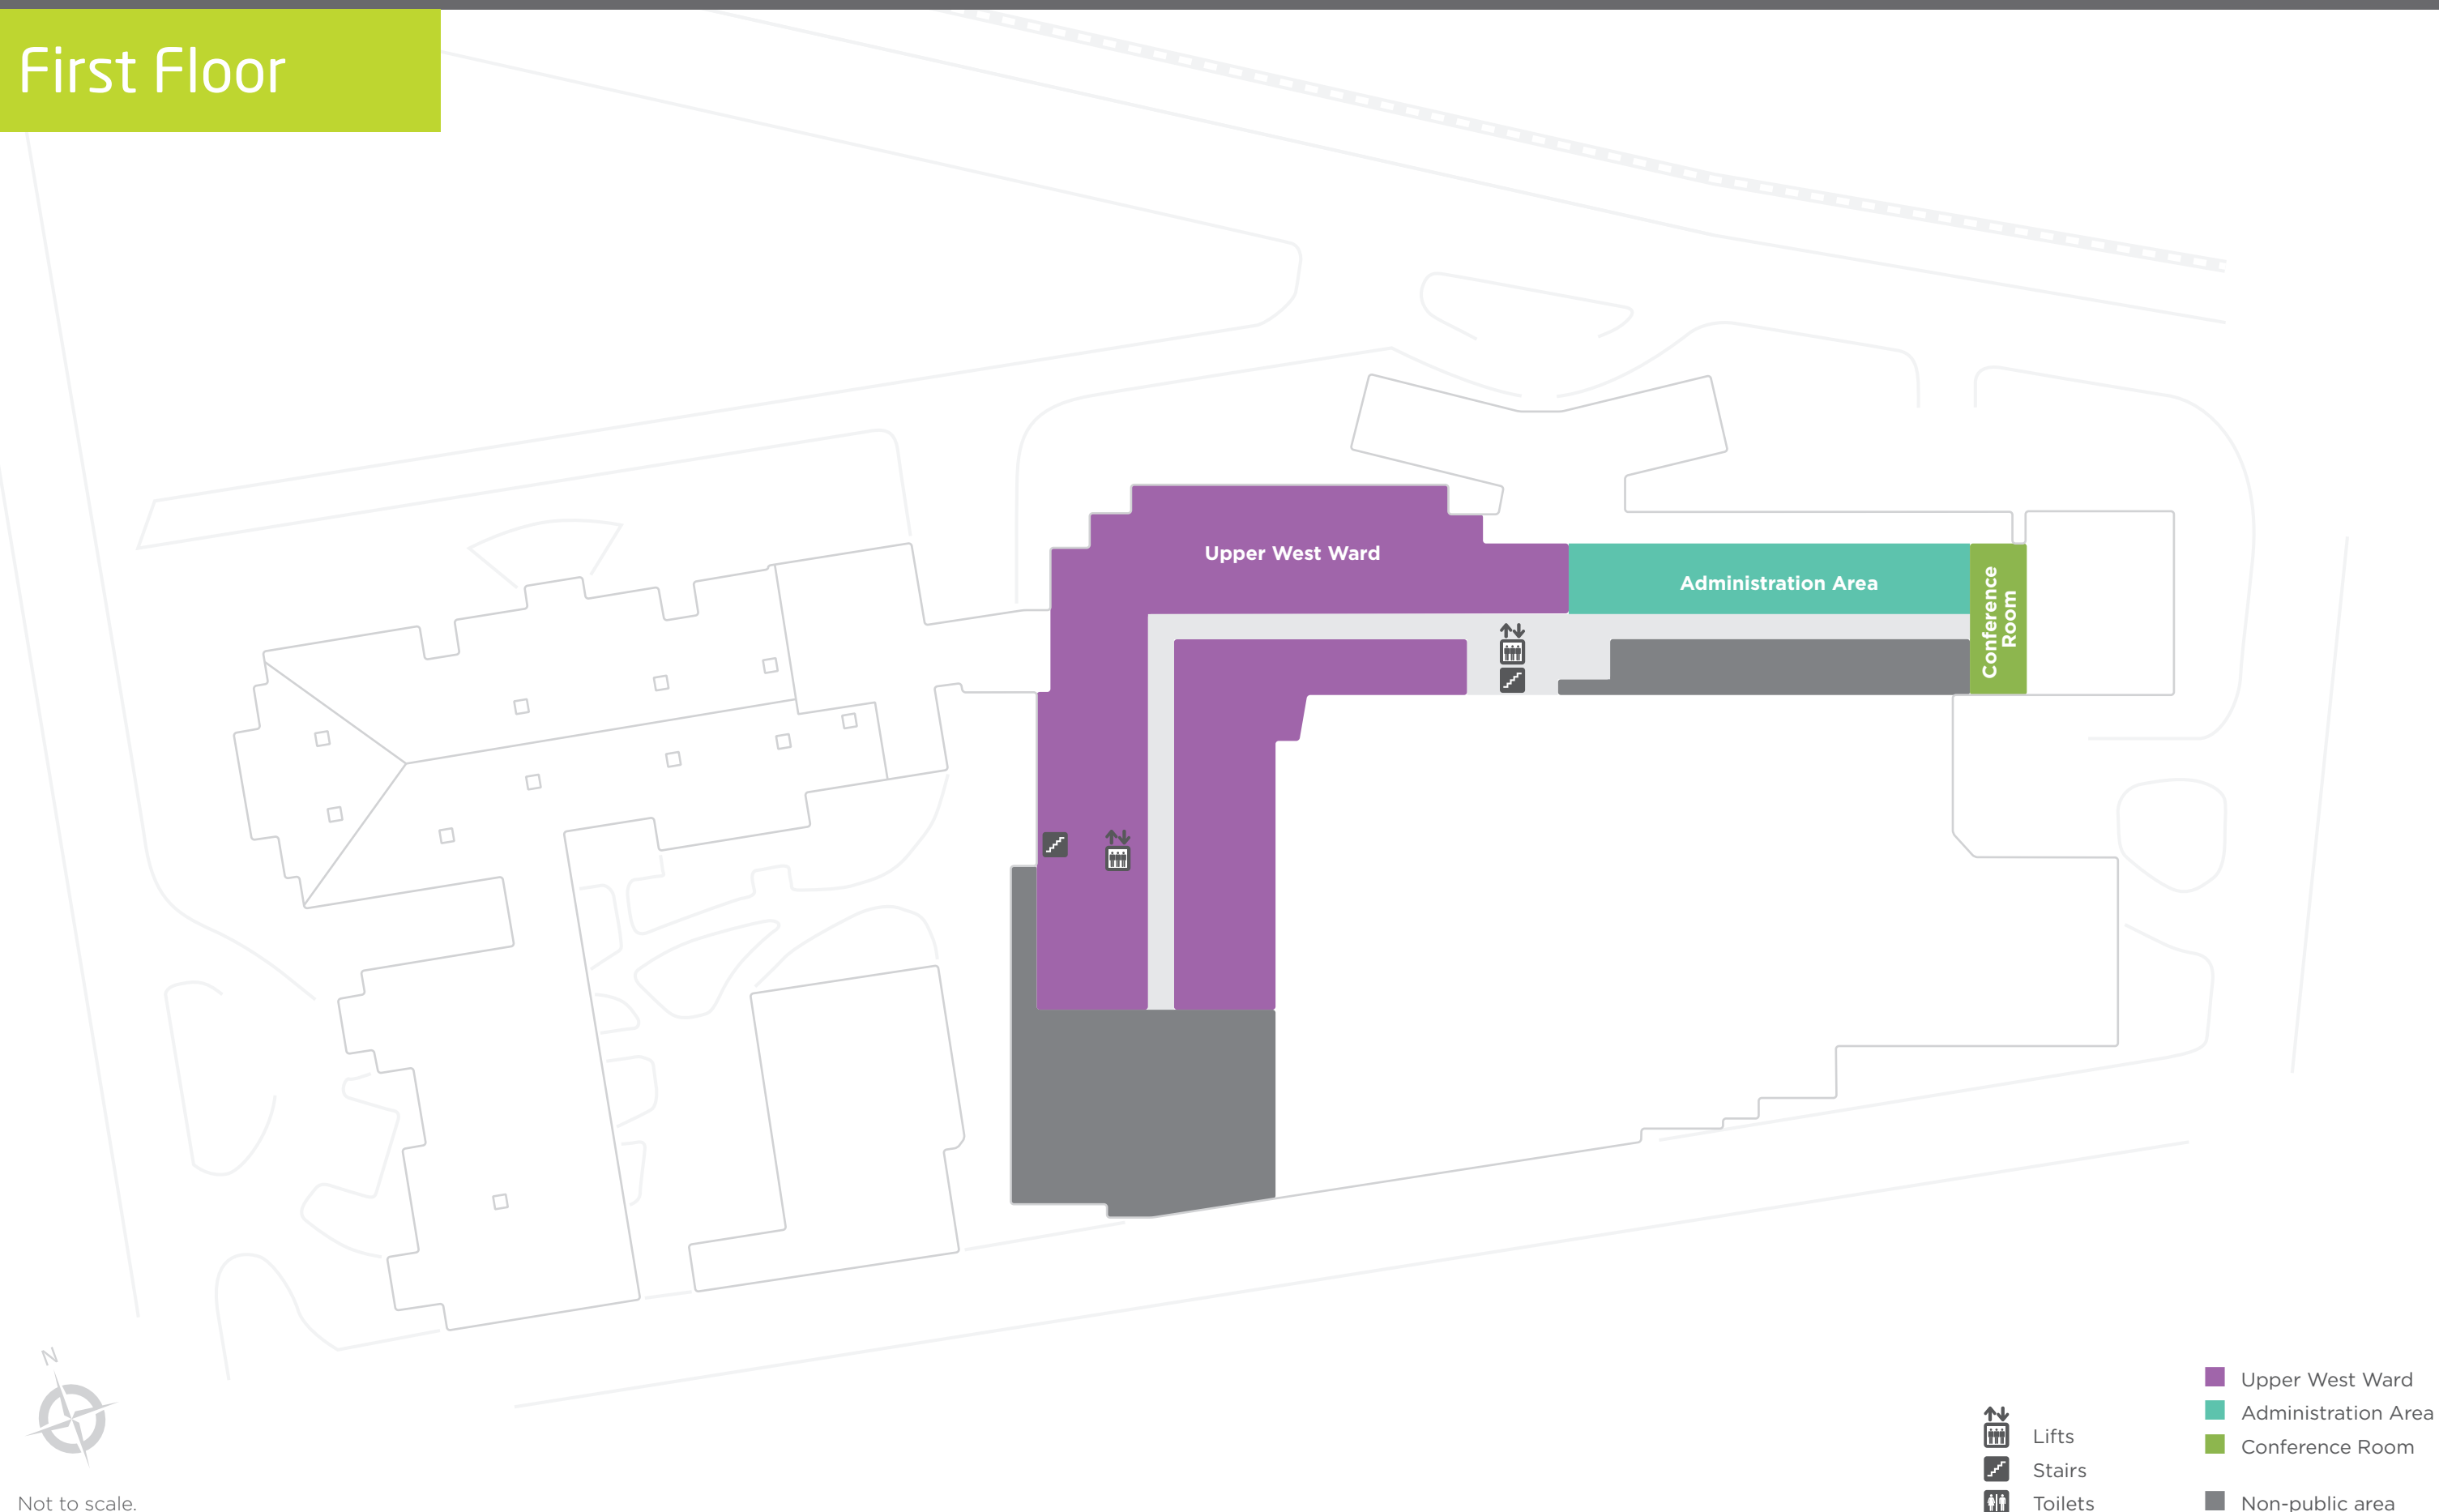 First Floor
Upper West Ward
Administration Area
Conference
Room
N
Not to scale.
Lifts
Stairs
Toilets
Upper West Ward
Administration Area
Conference Room
Non-public area